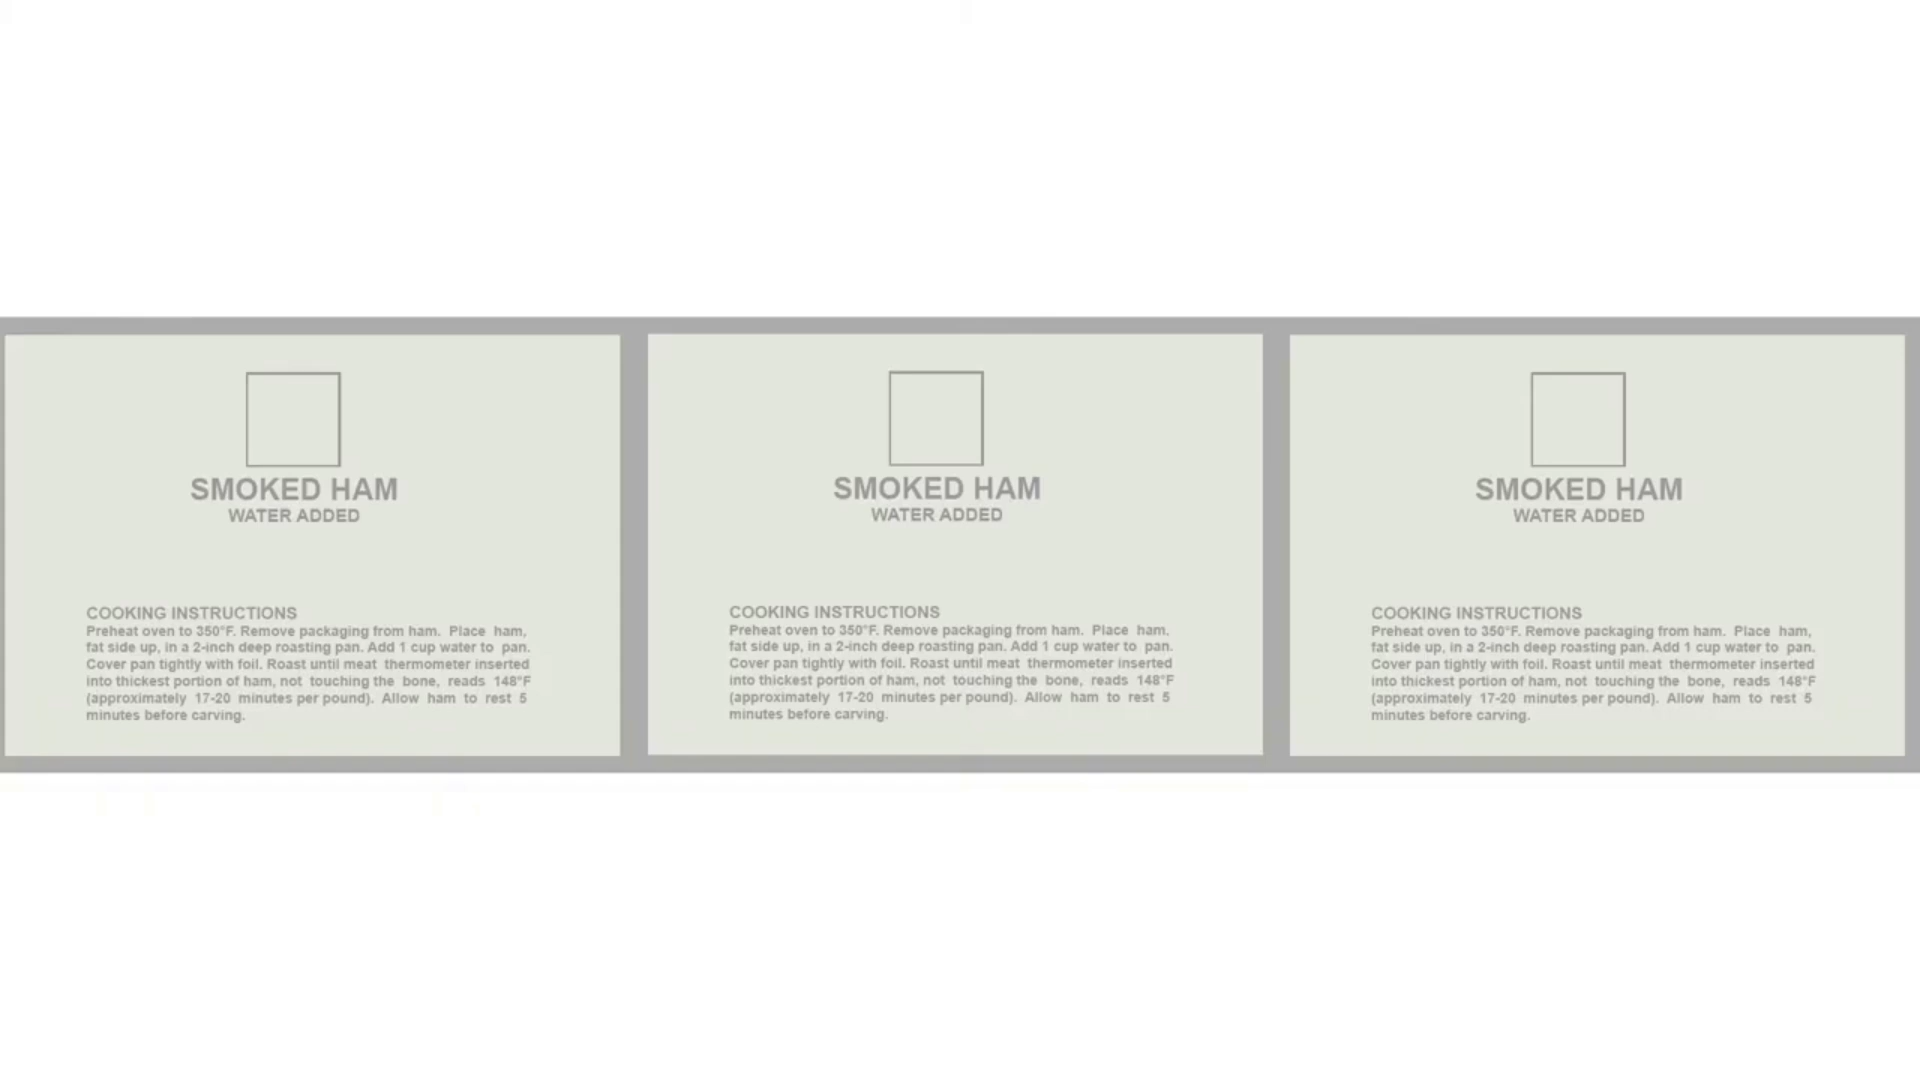 SMOKED HAM
WATER ADDED
COOKING INSTRUCTIONS
Preheat oven to 350°F. Remove packaging from ham. Place ham,
fat side up, in a 2-inch deep roasting pan. Add 1 cup water to pan.
Cover pan tightly with foil. Roast until meat thermometer inserted
into thickest portion of ham, not touching the bone, reads 148°F
(approximately 17-20 minutes per pound). Allow ham to rest 5
minutes before carving.
SMOKED HAM
WATER ADDED
COOKING INSTRUCTIONS
Preheat oven to 350°F. Remove packaging from ham. Place ham,
fat side up, in a 2-inch deep roasting pan. Add 1 cup water to pan.
Cover pan tightly with foil. Roast until meat thermometer inserted
into thickest portion of ham, not touching the bone, reads 148°F
(approximately 17-20 minutes per pound). Allow ham to rest 5
minutes before carving.
SMOKED HAM
WATER ADDED
COOKING INSTRUCTIONS
Preheat oven to 350°F. Remove packaging from ham. Place ham,
fat side up, in a 2-inch deep roasting pan. Add 1 cup water to pan.
Cover pan tightly with foil. Roast until meat thermometer inserted
into thickest portion of ham, not touching the bone, reads 148°F
(approximately 17-20 minutes per pound). Allow ham to rest 5
minutes before carving.